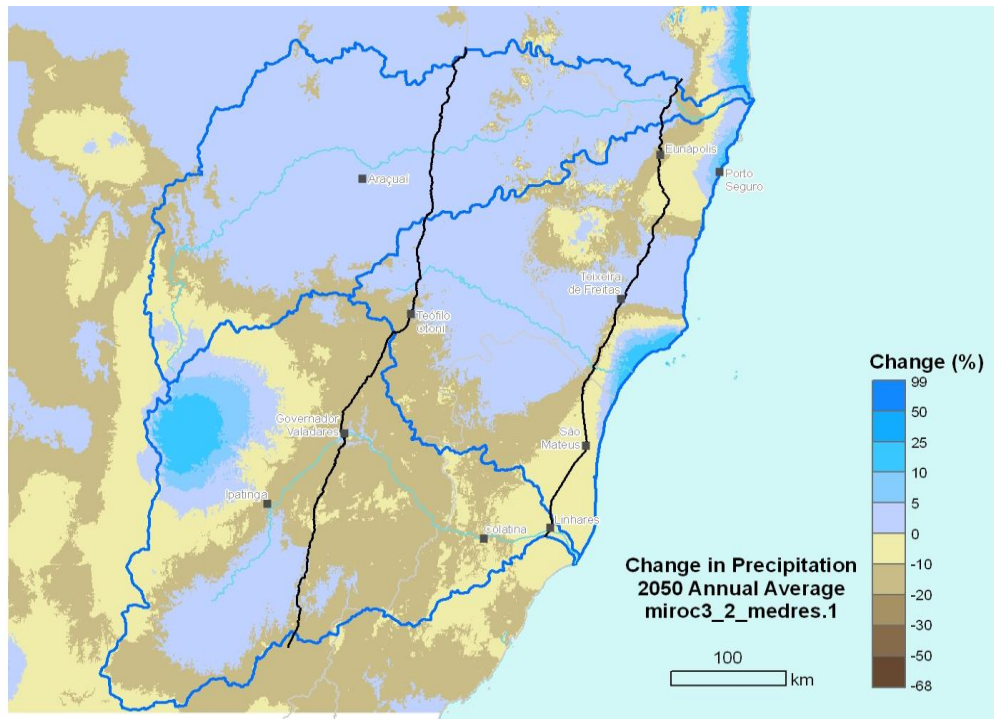 Eunápolis
Porto
Seguro
Araçuaí
Teixeira
de Freitas
Teófilo
Otoni
Governador
Valadares
São
Mateus
Ipatinga
Linhares
Colatina
Change in Precipitation
2050 Annual Average
miroc3_2_medres.1
100
km
Change (%)
99
50
25
10
5
0
-10
-20
-30
-50
-68